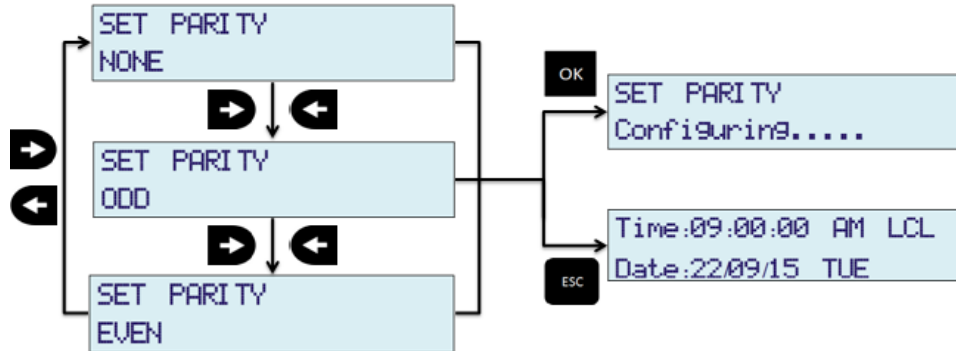 SET PARITY
NONE
SET PARITY
ODD
SET PARITY
EVEN
OK
SET PARITY
Configuring.....
Time:09:00:00 AM LCL
Date:22/09/15 TUE
ESC